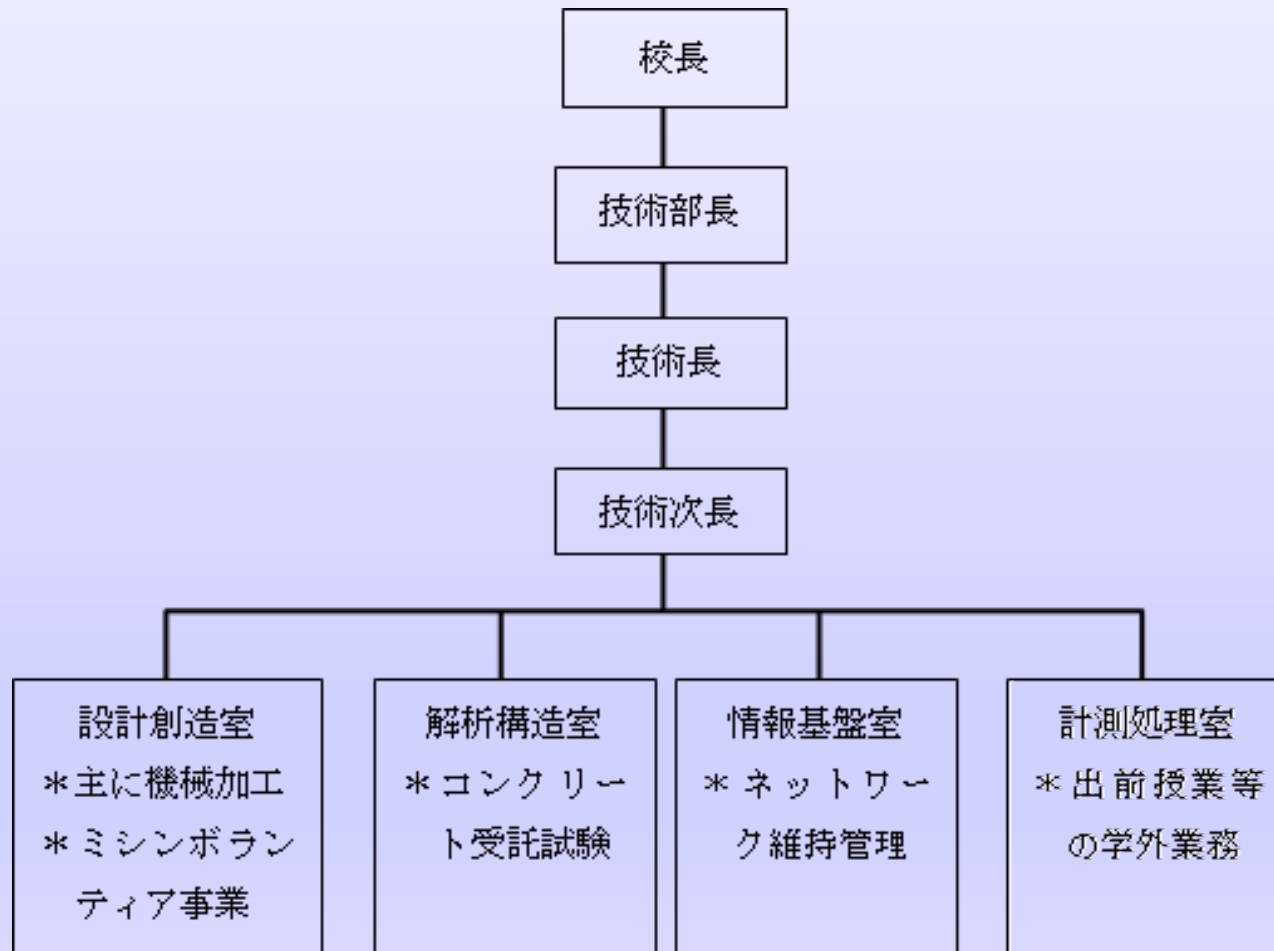 校長
技術部長
技術長
技術次長
設計創造室
＊主に機械加工
＊ミシンボラン
ティア事業
解析構造室
＊コンクリー
ト受託試験
情報基盤室
＊ネットワー
ク維持管理
計測処理室
＊出前授業等
の学外業務